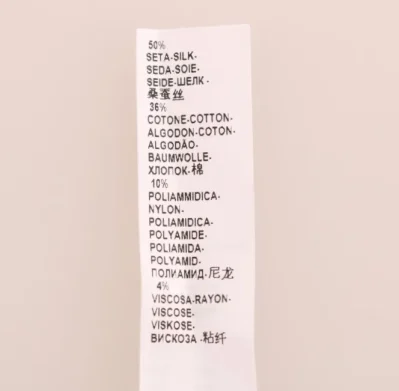 50%
SETA-SILK-
SEDA-SOIE-
SEIDE-ШЕЛК-
桑蚕丝
36%
COTONE-COTTON-
ALGODON-COTON-
ALGODÃO-
BAUMWOLLE-
ХЛОПОК-棉
10%
POLIAMMIDICA-
NYLON-
POLIAMIDICA-
POLYAMIDE-
POLIAMIDA-
POLYAMID-
ПОЛИАМИД-尼龙
4%
VISCOSA-RAYON-
VISCOSE-
VISKOSE-
ВИСКОЗА-粘纤